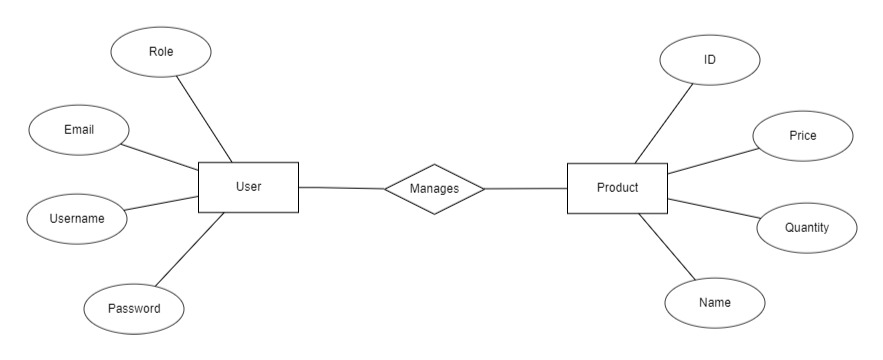 Role
ID
Email
Price
User
Manages
Product
Username
Quantity
Password
Name